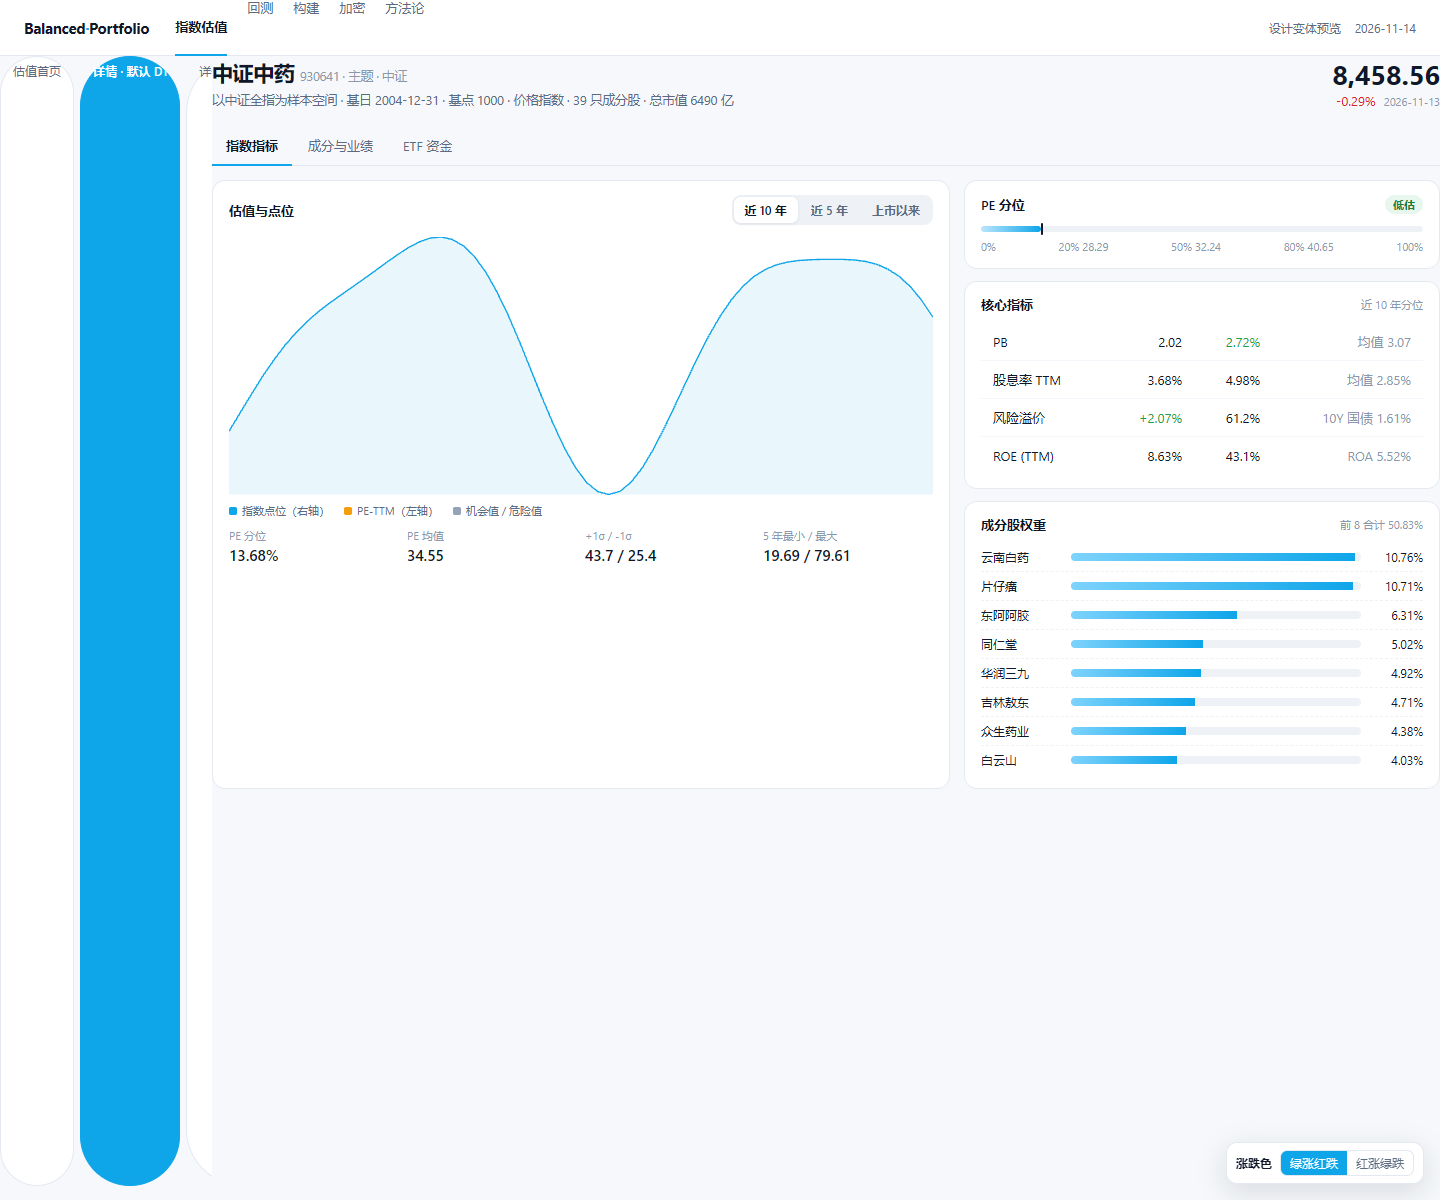 Balanced·Portfolio
指数估值
回测
构建
加密
方法论
设计变体预览
2026-11-14
估值首页
详情 · 默认
详
中证中药 930641 · 主题 · 中证
以中证全指为样本空间 · 基日 2004-12-31 · 基点 1000 · 价格指数 · 39 只成分股 · 总市值 6490 亿
8,458.56
-0.29% 2026-11-13
指数指标
成分与业绩
ETF 资金
估值与点位
近 10 年
近 5 年
上市以来
指数点位（右轴）
PE-TTM（左轴）
机会值 / 危险值
PE 分位
13.68%
PE 均值
34.55
+1σ / -1σ
43.7 / 25.4
5 年最小 / 最大
19.69 / 79.61
PE 分位
低估
0%
20% 28.29
50% 32.24
80% 40.65
100%
核心指标
近 10 年分位
PB 2.02 2.72% 均值 3.07
股息率 TTM 3.68% 4.98% 均值 2.85%
风险溢价 +2.07% 61.2% 10Y 国债 1.61%
ROE (TTM) 8.63% 43.1% ROA 5.52%
成分股权重
前 8 合计 50.83%
云南白药 10.76%
片仔癀 10.71%
东阿阿胶 6.31%
同仁堂 5.02%
华润三九 4.92%
吉林敖东 4.71%
众生药业 4.38%
白云山 4.03%
涨跌色
绿涨红跌
红涨绿跌